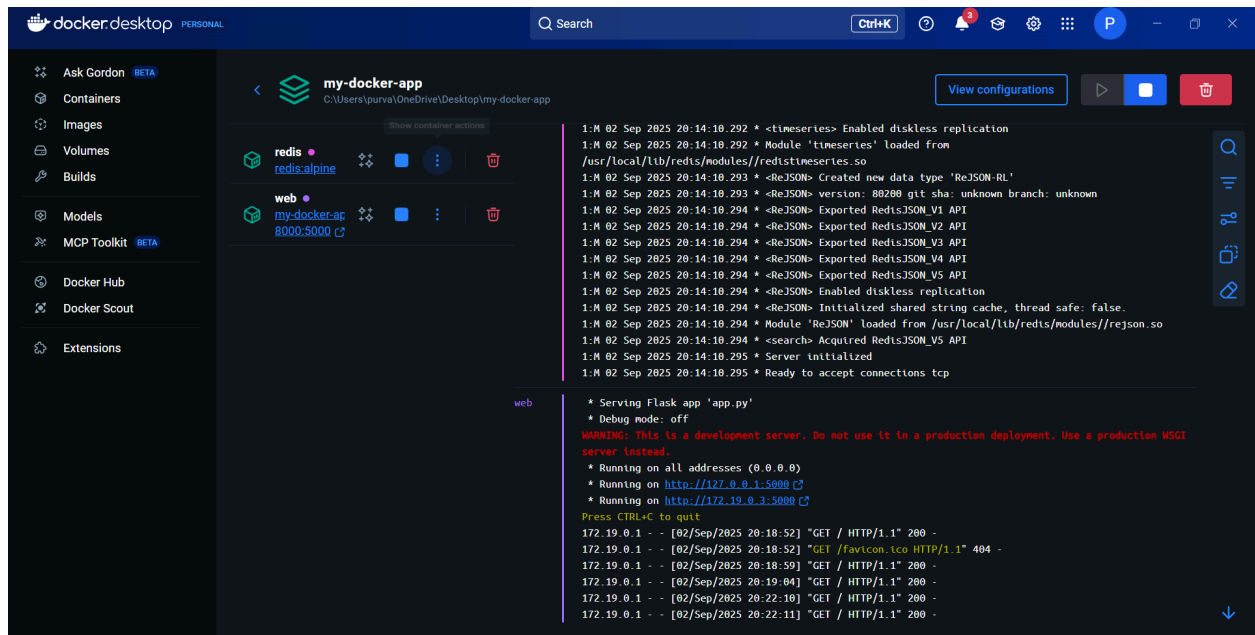 docker.desktop PERSONAL
Search
Ctrl+K
3
P
Ask Gordon BETA
Containers
Images
Volumes
Builds
Models
MCP Toolkit BETA
Docker Hub
Docker Scout
Extensions
my-docker-app
C:\Users\purva\OneDrive\Desktop\my-docker-app
View configurations
Show container actions
redis
redis:alpine
web
my-docker-ap
8000:5000
1:M 02 Sep 2025 20:14:10.292 * <timeseries> Enabled diskless replication
1:M 02 Sep 2025 20:14:10.292 * Module 'timeseries' loaded from
/usr/local/lib/redis/modules//redistimeseries.so
1:M 02 Sep 2025 20:14:10.293 * <ReJSON> Created new data type 'ReJSON-RL'
1:M 02 Sep 2025 20:14:10.293 * <ReJSON> version: 80200 git sha: unknown branch: unknown
1:M 02 Sep 2025 20:14:10.294 * <ReJSON> Exported RedisJSON_V1 API
1:M 02 Sep 2025 20:14:10.294 * <ReJSON> Exported RedisJSON_V2 API
1:M 02 Sep 2025 20:14:10.294 * <ReJSON> Exported RedisJSON_V3 API
1:M 02 Sep 2025 20:14:10.294 * <ReJSON> Exported RedisJSON_V4 API
1:M 02 Sep 2025 20:14:10.294 * <ReJSON> Exported RedisJSON_V5 API
1:M 02 Sep 2025 20:14:10.294 * <ReJSON> Enabled diskless replication
1:M 02 Sep 2025 20:14:10.294 * <ReJSON> Initialized shared string cache, thread safe: false.
1:M 02 Sep 2025 20:14:10.294 * Module 'ReJSON' loaded from /usr/local/lib/redis/modules//rejson.so
1:M 02 Sep 2025 20:14:10.294 * <search> Acquired RedisJSON_V5 API
1:M 02 Sep 2025 20:14:10.295 * Server initialized
1:M 02 Sep 2025 20:14:10.295 * Ready to accept connections tcp
web
* Serving Flask app 'app.py'
* Debug mode: off
WARNING: This is a development server. Do not use it in a production deployment. Use a production WSGI
server instead.
* Running on all addresses (0.0.0.0)
* Running on http://127.0.0.1:5000
* Running on http://172.19.0.3:5000
Press CTRL+C to quit
172.19.0.1 - - [02/Sep/2025 20:18:52] "GET / HTTP/1.1" 200 -
172.19.0.1 - - [02/Sep/2025 20:18:52] "GET /favicon.ico HTTP/1.1" 404 -
172.19.0.1 - - [02/Sep/2025 20:18:59] "GET / HTTP/1.1" 200 -
172.19.0.1 - - [02/Sep/2025 20:19:04] "GET / HTTP/1.1" 200 -
172.19.0.1 - - [02/Sep/2025 20:22:10] "GET / HTTP/1.1" 200 -
172.19.0.1 - - [02/Sep/2025 20:22:11] "GET / HTTP/1.1" 200 -